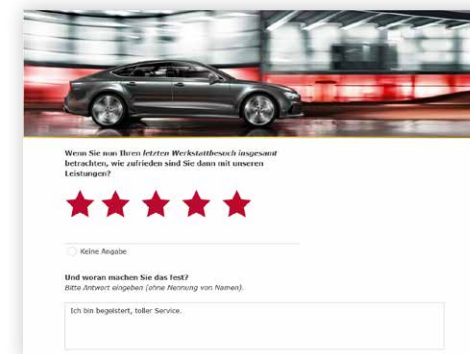 Wenn Sie nun Ihren letzten Werkstattbesuch insgesamt
betrachten, wie zufrieden sind Sie dann mit unseren
Leistungen?
Keine Angabe
Und woran machen Sie das fest?
Bitte Antwort eingeben (ohne Nennung von Namen).
Ich bin begeistert, toller Service.